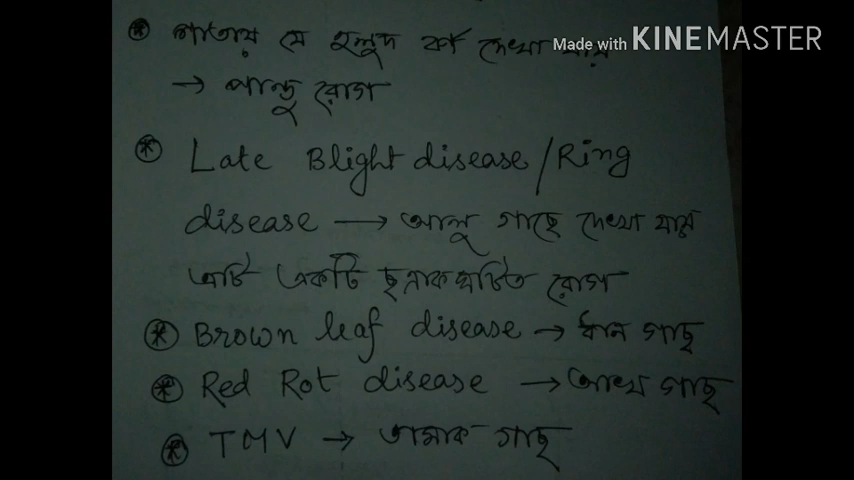 পাতায় যে হলুদ বর্ণ দেখা যায়
Made with KINEMASTER
→ পান্ডু রোগ
Late Blight disease/Ring
disease → আলু গাছে দেখা যায়
এটি একটি ছত্রাকঘটিত রোগ
Brown leaf disease → ধান গাছ
Red Rot disease → আখ গাছ
TMV → তামাক গাছ